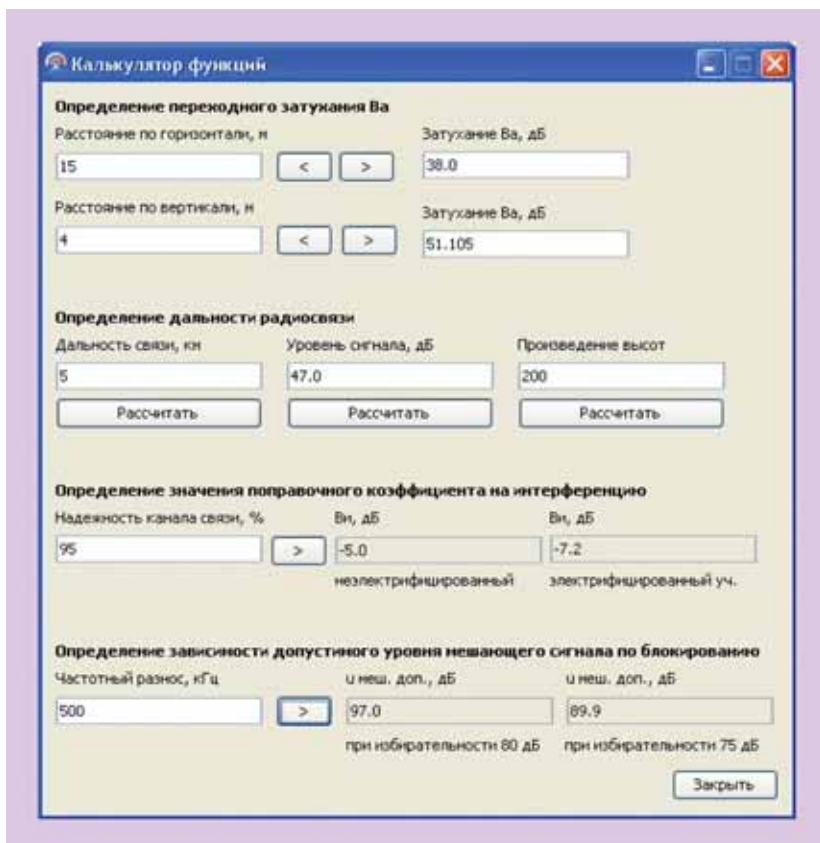 Калькулятор функций
Определение переходного затухания Ва
Расстояние по горизонтали, м
Затухание Ва, дБ
15
<
>
38.0
Расстояние по вертикали, м
Затухание Ва, дБ
4
<
>
51.105
Определение дальности радиосвязи
Дальность связи, км
Уровень сигнала, дБ
Произведение высот
5
47.0
200
Рассчитать
Рассчитать
Рассчитать
Определение значения поправочного коэффициента на интерференцию
Надежность канала связи, %
Ви, дБ
Ви, дБ
95
>
-5.0
-7.2
неэлектрифицированный
электрифицированный уч.
Определение зависимости допустимого уровня мешающего сигнала по блокированию
Частотный разнос, кГц
u меш. доп., дБ
u меш. доп., дБ
500
>
97.0
89.9
при избирательности 80 дБ
при избирательности 75 дБ
Закрыть